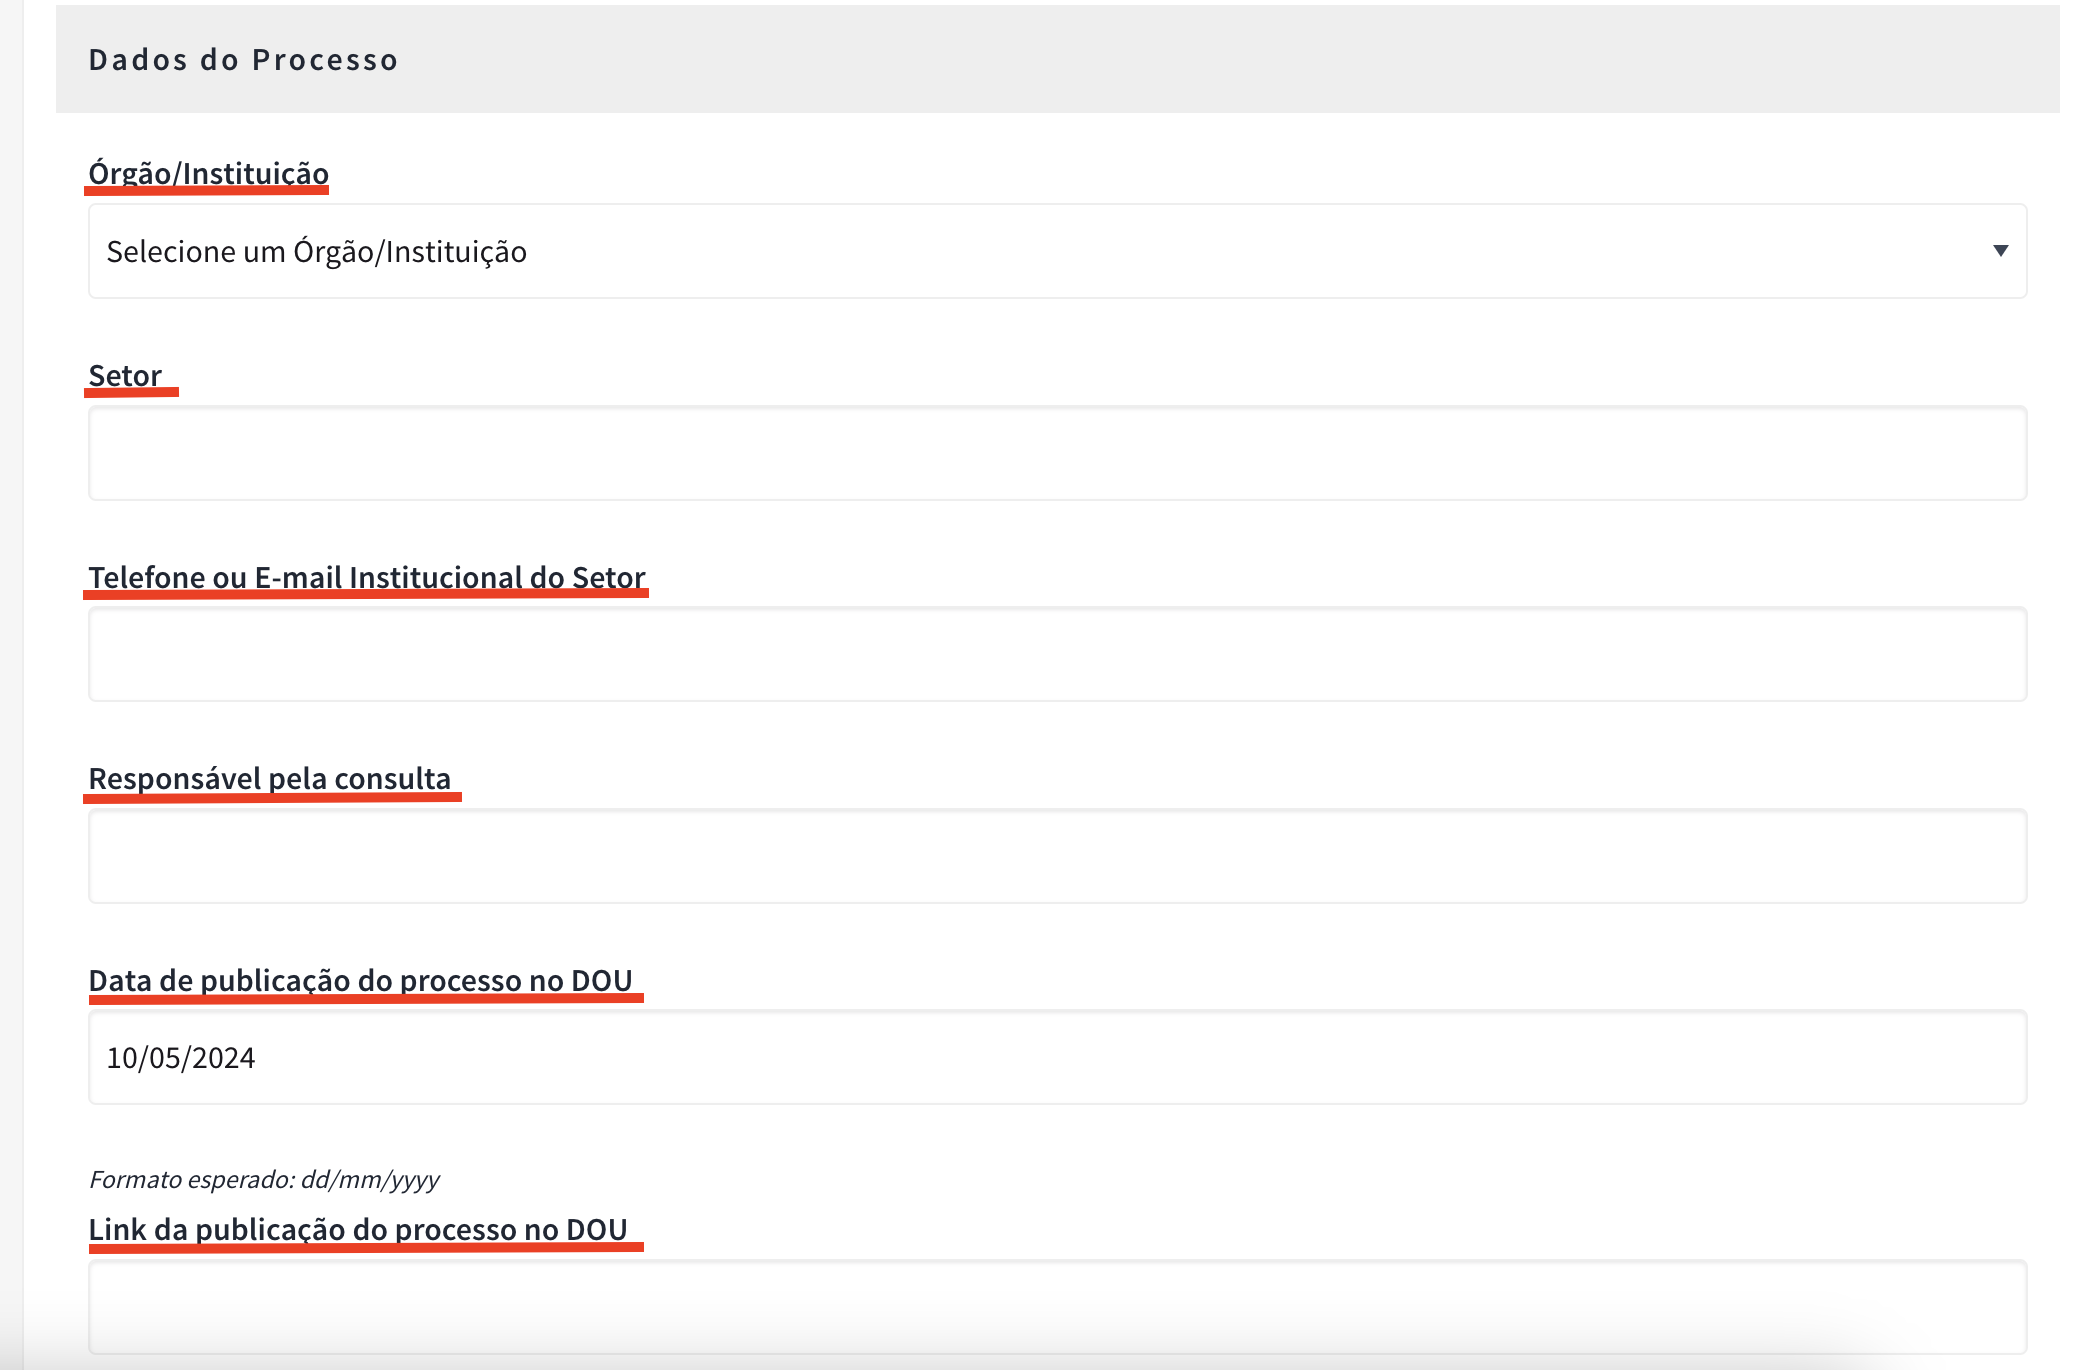 Dados do Processo
Órgão/Instituição
Selecione um Órgão/Instituição
Setor
Telefone ou E-mail Institucional do Setor
Responsável pela consulta
Data de publicação do processo no DOU
10/05/2024
Formato esperado: dd/mm/yyyy
Link da publicação do processo no DOU